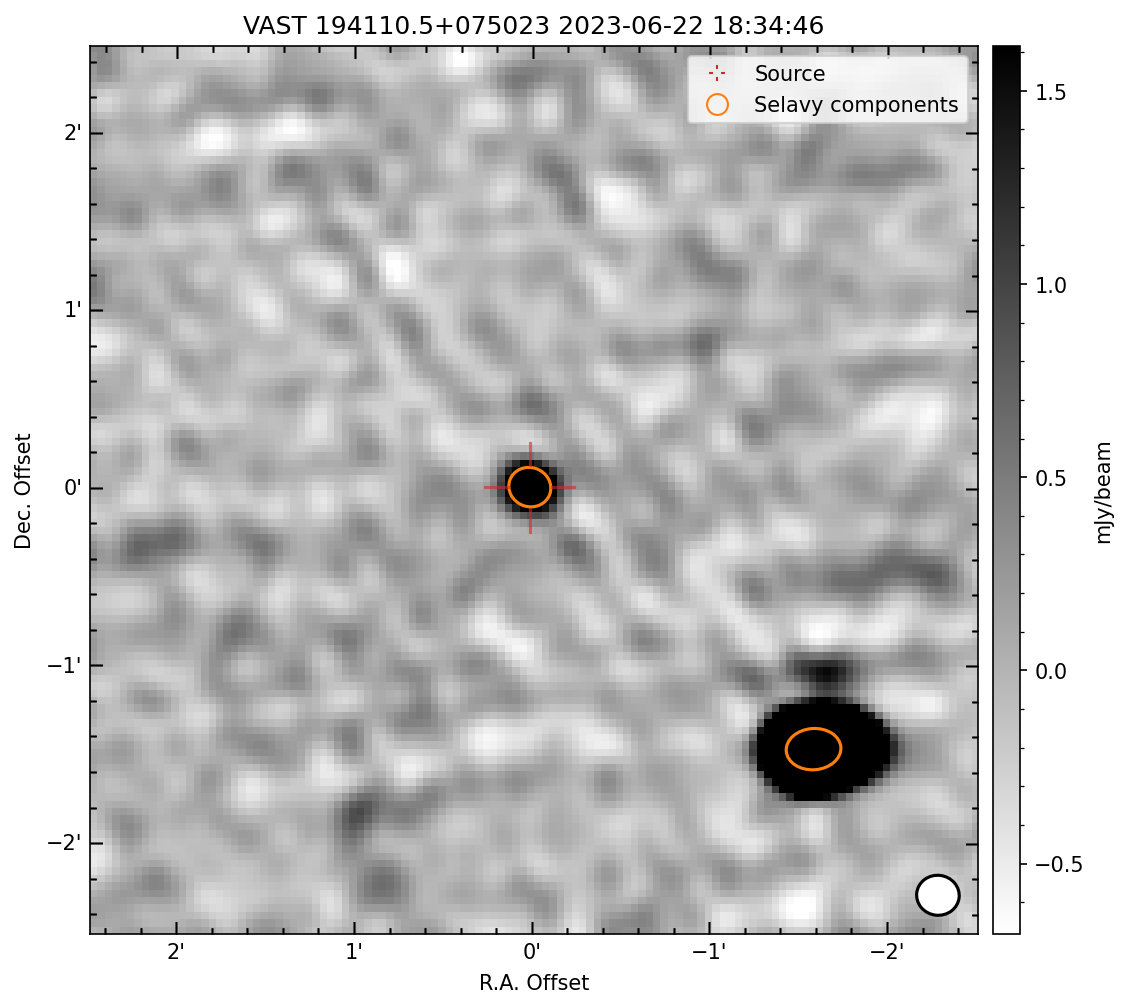 VAST 194110.5+075023 2023-06-22 18:34:46
Source
Selavy components
2'
1'
0'
−1'
−2'
Dec. Offset
2'
1'
0'
−1'
−2'
R.A. Offset
1.5
1.0
0.5
0.0
−0.5
mJy/beam